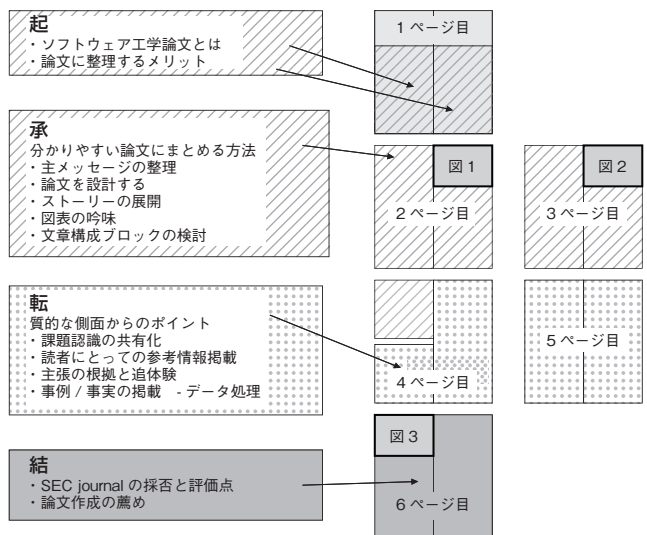 起
・ソフトウェア工学論文とは
・論文に整理するメリット
1 ページ目
承
分かりやすい論文にまとめる方法
・主メッセージの整理
・論文を設計する
・ストーリーの展開
・図表の吟味
・文章構成ブロックの検討
図 1
2 ページ目
図 2
3 ページ目
転
質的な側面からのポイント
・課題認識の共有化
・読者にとっての参考情報掲載
・主張の根拠と追体験
・事例 / 事実の掲載 - データ処理
4 ページ目
5 ページ目
結
・SEC journal の採否と評価点
・論文作成の薦め
図 3
6 ページ目